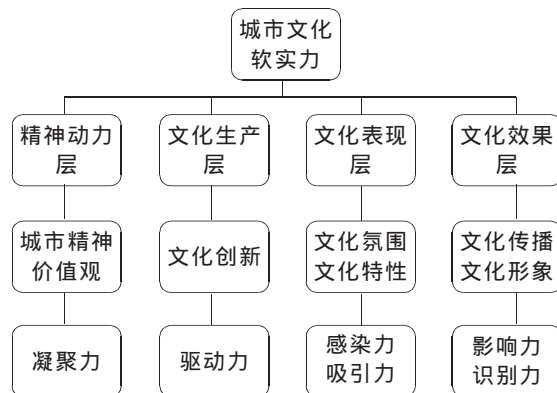 城市文化
软实力
精神动力
层
文化生产
层
文化表现
层
文化效果
层
城市精神
价值观
文化创新
文化氛围
文化特性
文化传播
文化形象
凝聚力
驱动力
感染力
吸引力
影响力
识别力